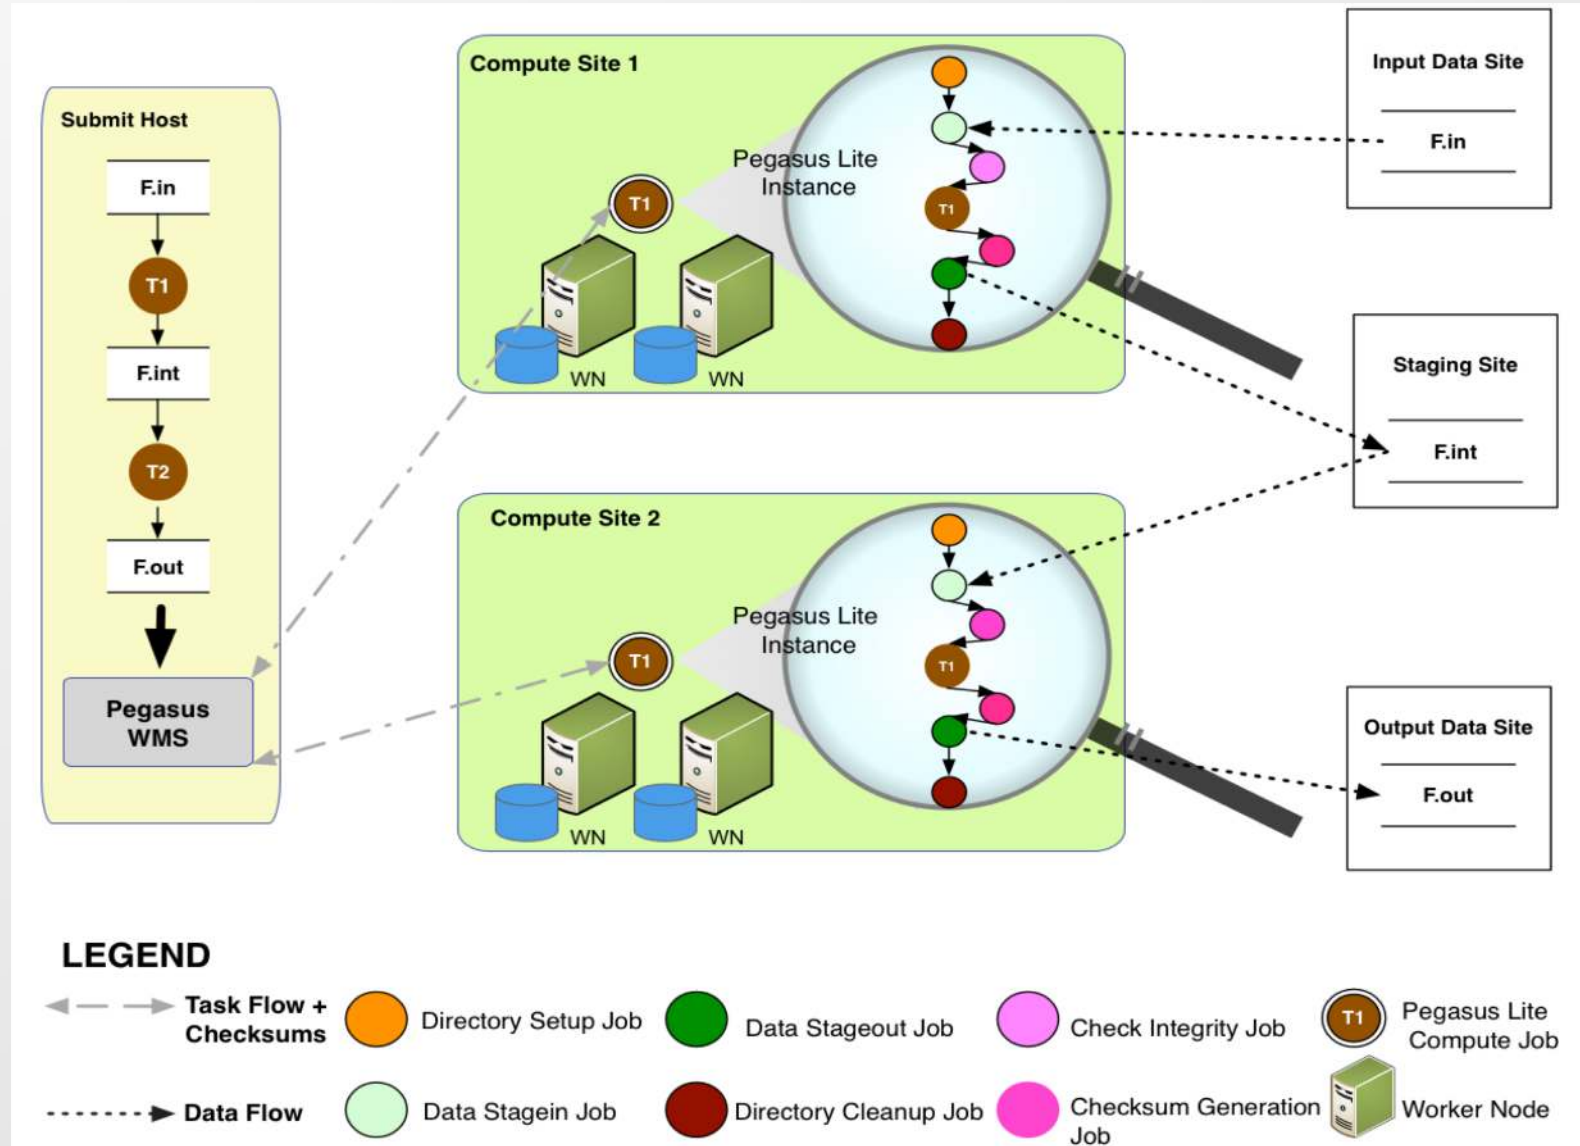 Submit Host
F.in
T1
F.int
T2
F.out
Pegasus
WMS
Compute Site 1
Pegasus Lite
Instance
T1
T1
WN
WN
Compute Site 2
Pegasus Lite
Instance
T1
T1
WN
WN
Input Data Site
F.in
Staging Site
F.int
Output Data Site
F.out
LEGEND
Task Flow +
Checksums
Directory Setup Job
Data Stageout Job
Check Integrity Job
T1
Pegasus Lite
Compute Job
Data Flow
Data Stagein Job
Directory Cleanup Job
Checksum Generation
Job
Worker Node